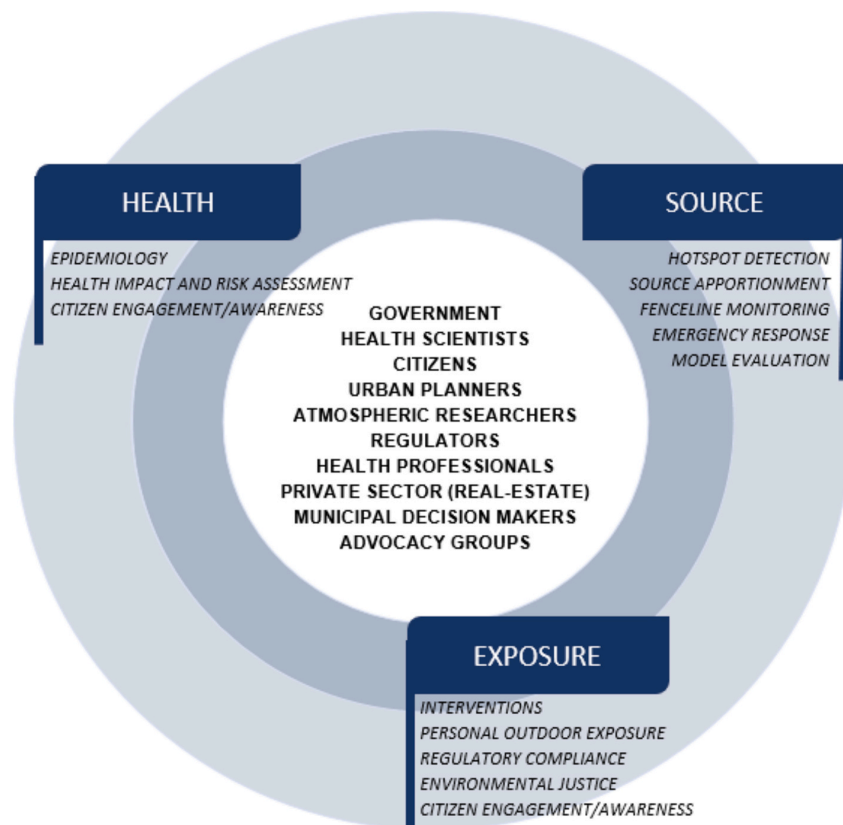 HEALTH
EPIDEMIOLOGY
HEALTH IMPACT AND RISK ASSESSMENT
CITIZEN ENGAGEMENT/AWARENESS
SOURCE
HOTSPOT DETECTION
SOURCE APPORTIONMENT
FENCELINE MONITORING
EMERGENCY RESPONSE
MODEL EVALUATION
GOVERNMENT
HEALTH SCIENTISTS
CITIZENS
URBAN PLANNERS
ATMOSPHERIC RESEARCHERS
REGULATORS
HEALTH PROFESSIONALS
PRIVATE SECTOR (REAL-ESTATE)
MUNICIPAL DECISION MAKERS
ADVOCACY GROUPS
EXPOSURE
INTERVENTIONS
PERSONAL OUTDOOR EXPOSURE
REGULATORY COMPLIANCE
ENVIRONMENTAL JUSTICE
CITIZEN ENGAGEMENT/AWARENESS